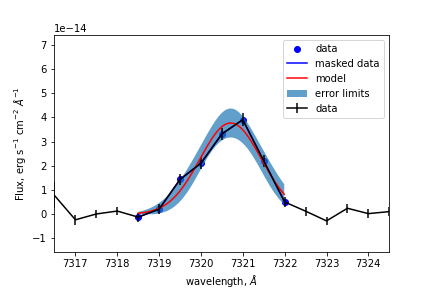 1e−14
7
6
5
4
3
2
1
0
−1
Flux, erg s⁻¹ cm⁻² Å⁻¹
data
masked data
model
error limits
data
7317 7318 7319 7320 7321 7322 7323 7324
wavelength, Å